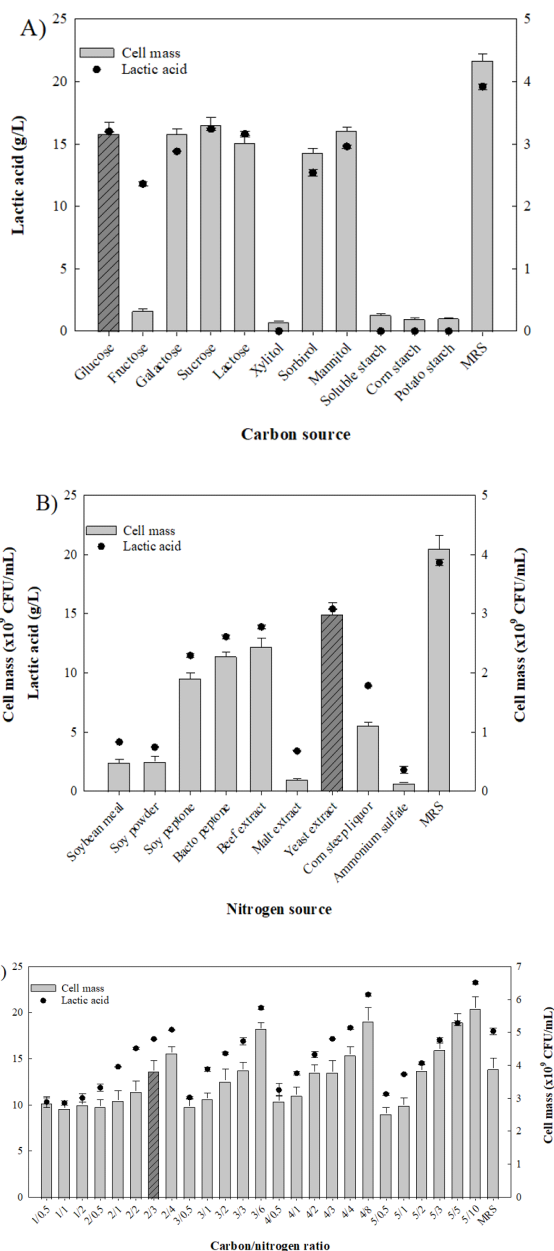 A)
25
20
15
10
5
0
Lactic acid (g/L)
Cell mass
Lactic acid
5
4
3
2
1
0
Glucose
Fructose
Galactose
Sucrose
Lactose
Xylitol
Sorbirol
Mannitol
Soluble starch
Corn starch
Potato starch
MRS
Carbon source
B)
25
20
15
10
5
0
Cell mass (x10⁹ CFU/mL)
Lactic acid (g/L)
Cell mass
Lactic acid
5
4
3
2
1
0
Cell mass (x10⁹ CFU/mL)
Soybean meal
Soy powder
Soy peptone
Bacto peptone
Beef extract
Malt extract
Yeast extract
Corn steep liquor
Ammonium sulfate
MRS
Nitrogen source
)
25
20
15
10
5
0
Cell mass
Lactic acid
7
6
5
4
3
2
1
0
Cell mass (x10⁹ CFU/mL)
1/0.5
1/1
1/2
2/0.5
2/1
2/2
2/3
2/4
3/0.5
3/1
3/2
3/3
3/6
4/0.5
4/1
4/2
4/3
4/4
4/8
5/0.5
5/1
5/2
5/3
5/5
5/10
MRS
Carbon/nitrogen ratio